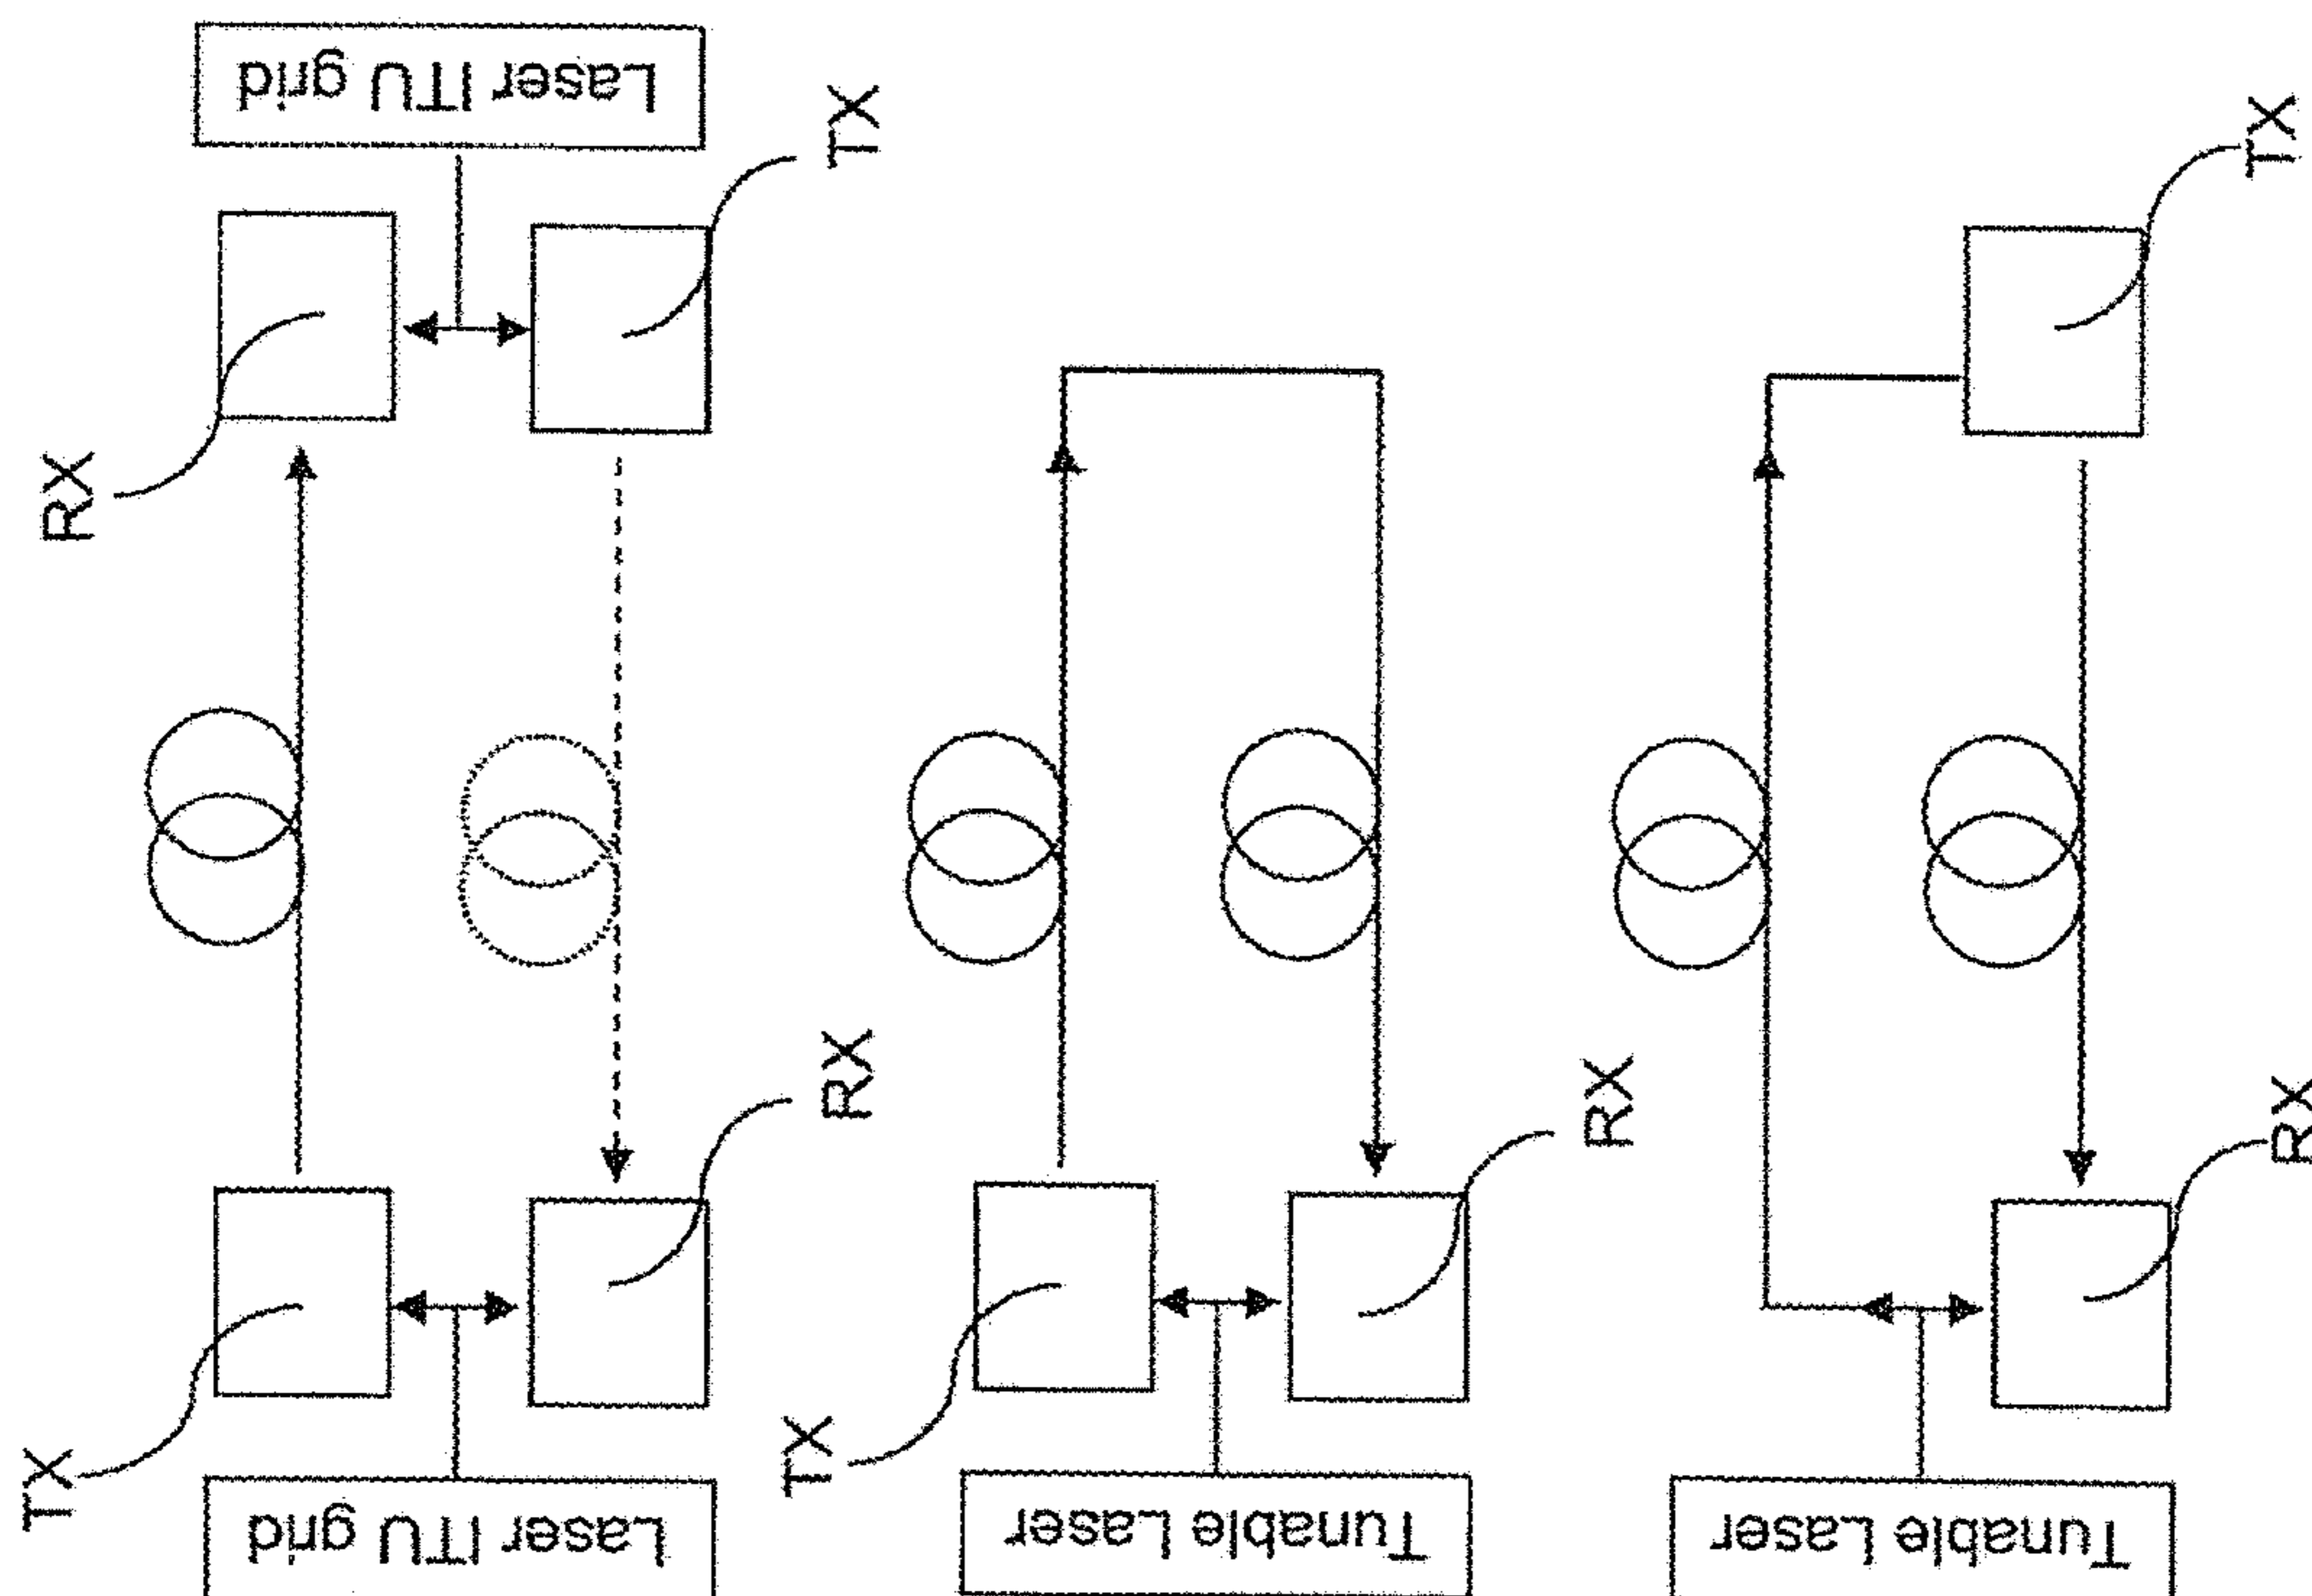 Laser ITU grid
TX
RX
RX
TX
Laser ITU grid
Tunable Laser
TX
RX
Tunable Laser
RX
TX